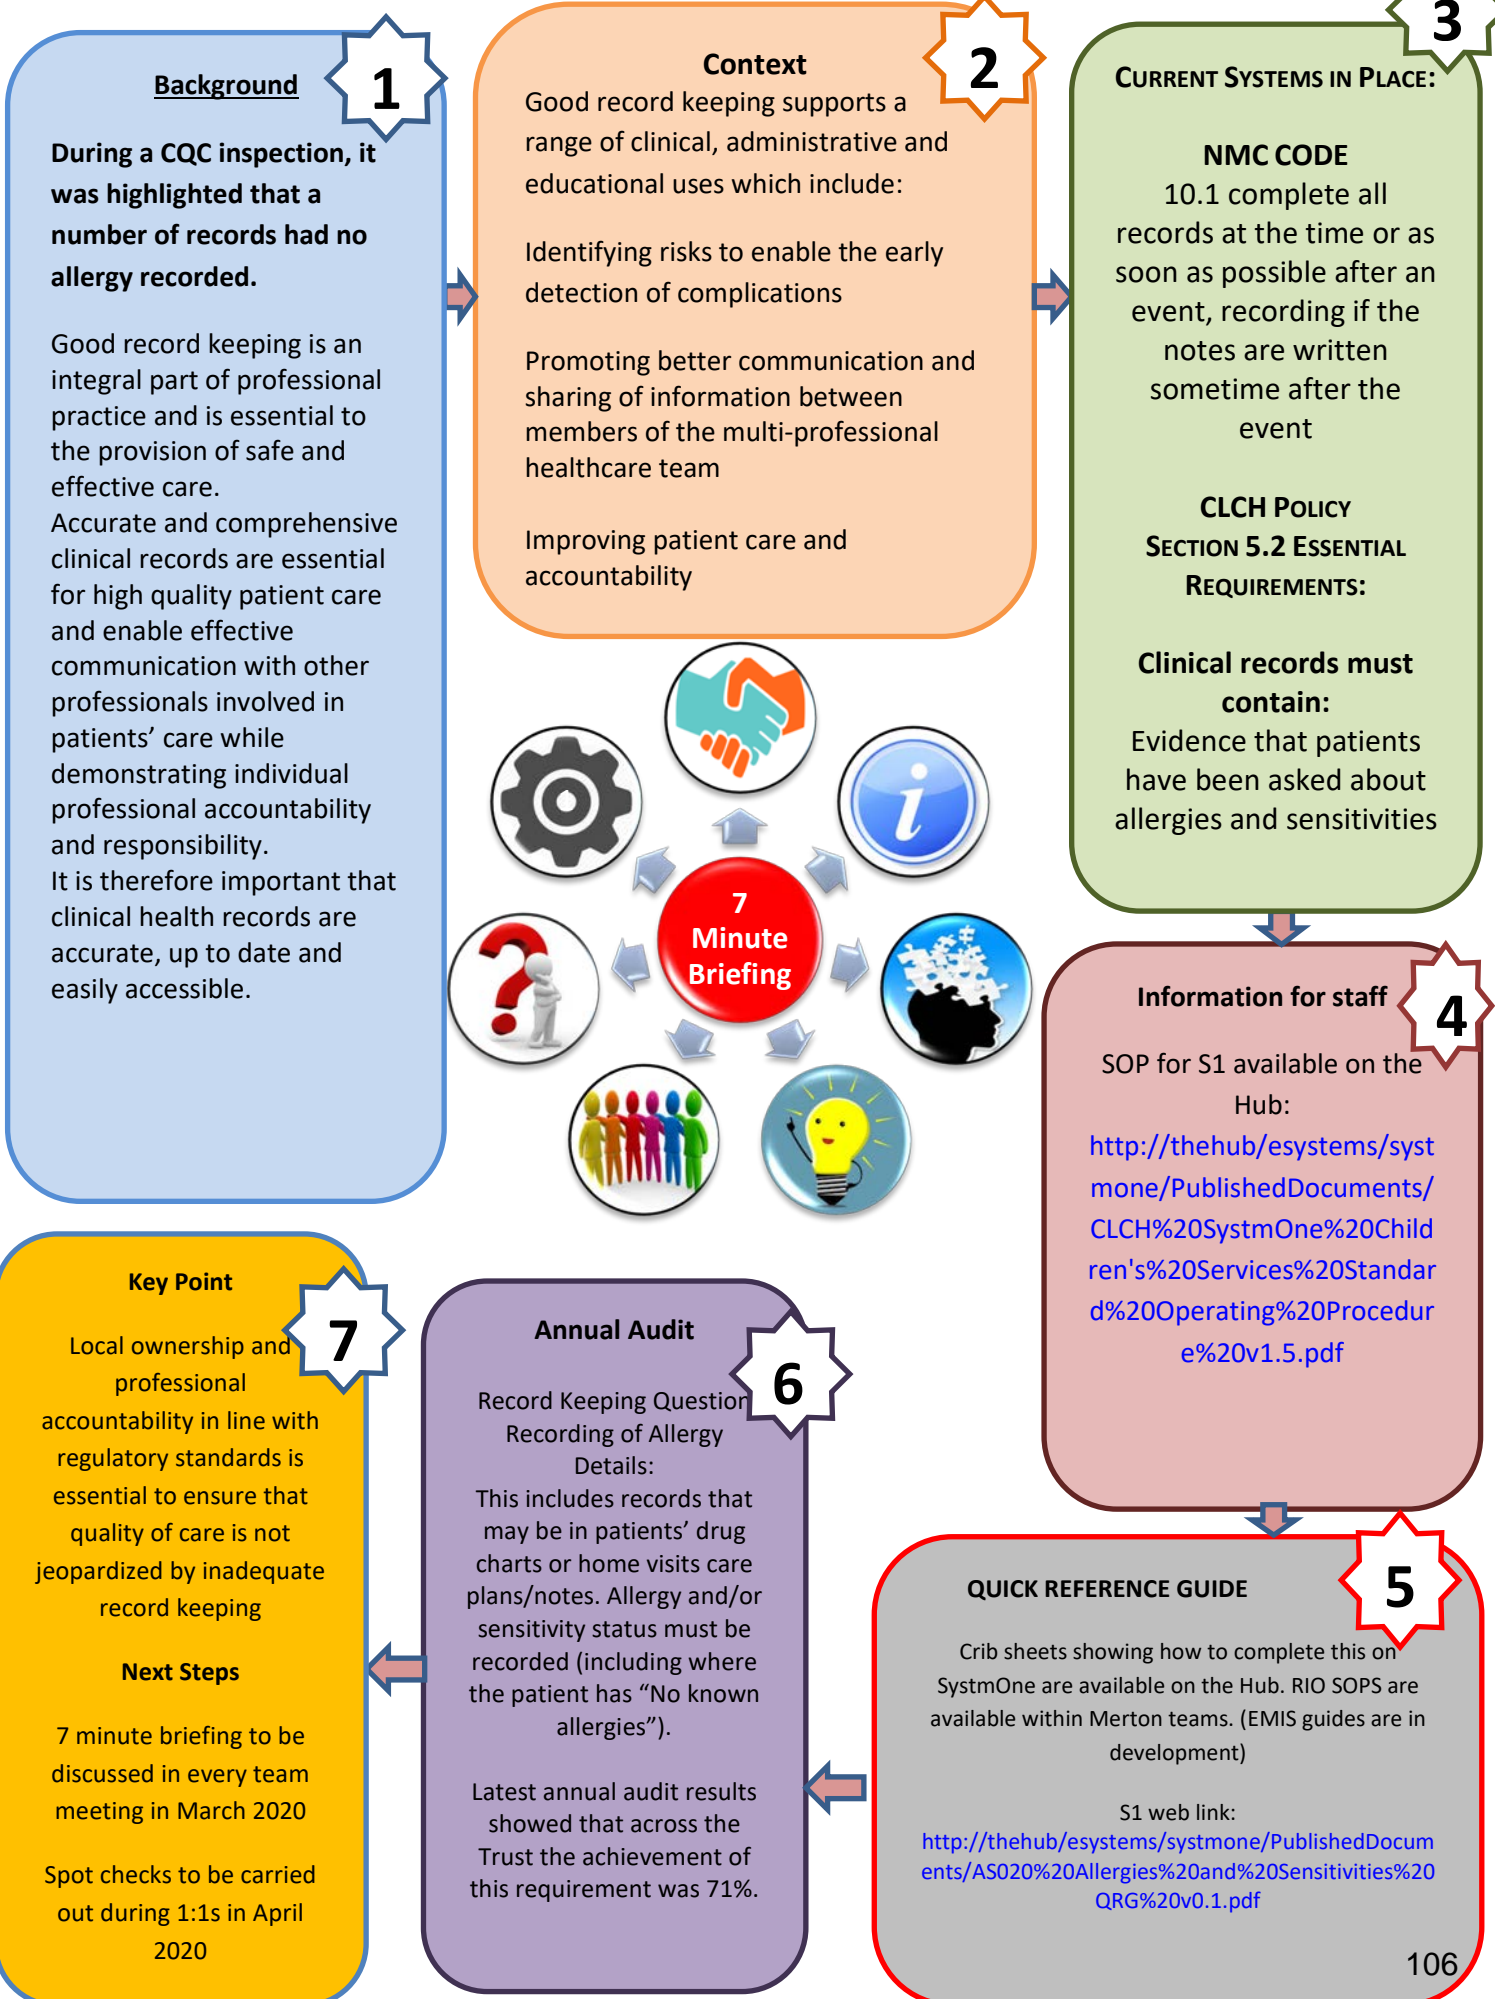 Background
1
During a CQC inspection, it
was highlighted that a
number of records had no
allergy recorded.
Good record keeping is an
integral part of professional
practice and is essential to
the provision of safe and
effective care.
Accurate and comprehensive
clinical records are essential
for high quality patient care
and enable effective
communication with other
professionals involved in
patients’ care while
demonstrating individual
professional accountability
and responsibility.
It is therefore important that
clinical health records are
accurate, up to date and
easily accessible.
Context
2
Good record keeping supports a
range of clinical, administrative and
educational uses which include:
Identifying risks to enable the early
detection of complications
Promoting better communication and
sharing of information between
members of the multi-professional
healthcare team
Improving patient care and
accountability
3
CURRENT SYSTEMS IN PLACE:
NMC CODE
10.1 complete all
records at the time or as
soon as possible after an
event, recording if the
notes are written
sometime after the
event
CLCH POLICY
SECTION 5.2 ESSENTIAL
REQUIREMENTS:
Clinical records must
contain:
Evidence that patients
have been asked about
allergies and sensitivities
7
Minute
Briefing
i
Information for staff
4
SOP for S1 available on the
Hub:
http://thehub/esystems/syst
mone/PublishedDocuments/
CLCH%20SystmOne%20Child
ren's%20Services%20Standar
d%20Operating%20Procedur
e%20v1.5.pdf
QUICK REFERENCE GUIDE
5
Crib sheets showing how to complete this on
SystmOne are available on the Hub. RIO SOPS are
available within Merton teams. (EMIS guides are in
development)
S1 web link:
http://thehub/esystems/systmone/PublishedDocum
ents/AS020%20Allergies%20and%20Sensitivities%20
QRG%20v0.1.pdf
Annual Audit
6
Record Keeping Question
Recording of Allergy
Details:
This includes records that
may be in patients’ drug
charts or home visits care
plans/notes. Allergy and/or
sensitivity status must be
recorded (including where
the patient has “No known
allergies”).
Latest annual audit results
showed that across the
Trust the achievement of
this requirement was 71%.
Key Point
7
Local ownership and
professional
accountability in line with
regulatory standards is
essential to ensure that
quality of care is not
jeopardized by inadequate
record keeping
Next Steps
7 minute briefing to be
discussed in every team
meeting in March 2020
Spot checks to be carried
out during 1:1s in April
2020
106